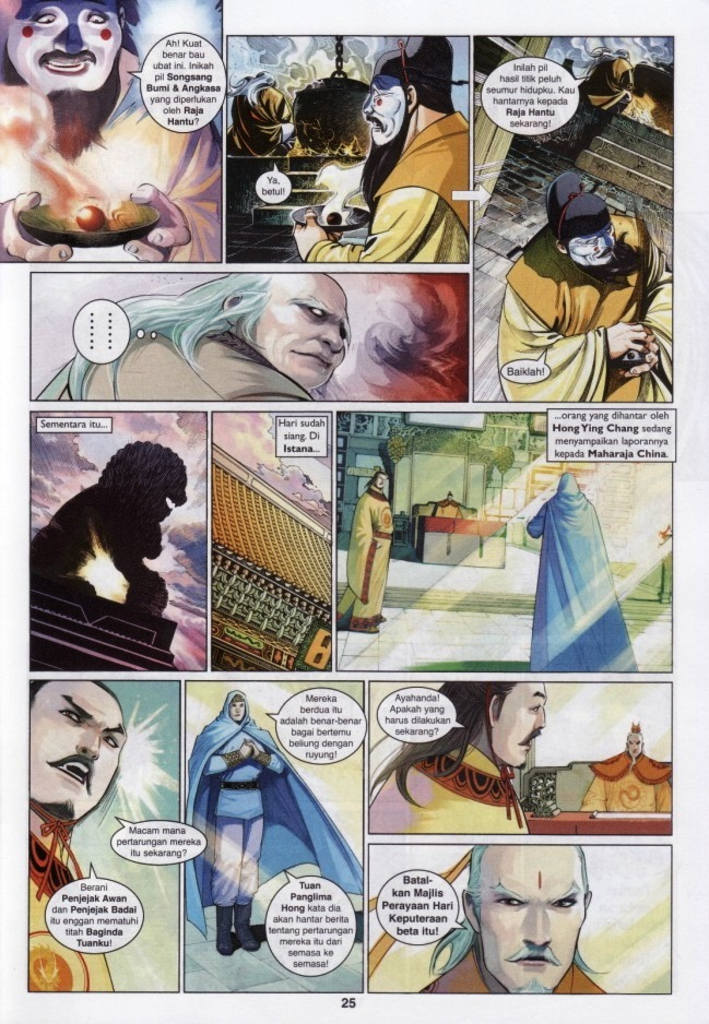 Ah! Kuat
benar bau
ubat ini. Inikah
pil Songsang
Bumi & Angkasa
yang diperlukan
oleh Raja
Hantu?
Ya,
betul!
Inilah pil
hasil titik peluh
seumur hidupku. Kau
hantarnya kepada
Raja Hantu
sekarang!
Baiklah!
Sementara itu...
Hari sudah
siang. Di
Istana...
...orang yang dihantar oleh
Hong Ying Chang sedang
menyampaikan laporannya
kepada Maharaja China.
Macam mana
pertarungan mereka
itu sekarang?
Berani
Penjejak Awan
dan Penjejak Badai
itu enggan mematuhi
titah Baginda
Tuanku!
Mereka
berdua itu
adalah benar-benar
bagai bertemu
beliung dengan
ruyung!
Tuan
Panglima
Hong kata dia
akan hantar berita
tentang pertarungan
mereka itu dari
semasa ke
semasa!
Ayahanda!
Apakah yang
harus dilakukan
sekarang?
Batal-
kan Majlis
Perayaan Hari
Keputeraan
beta itu!
25